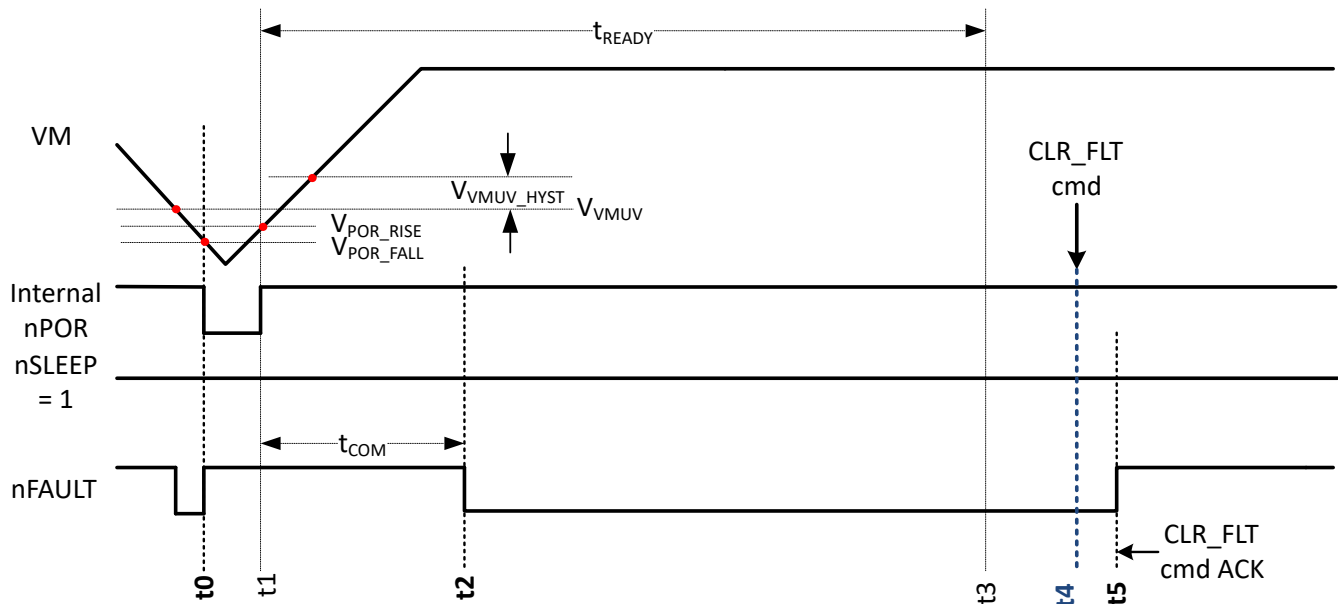 tREADY
VM
CLR_FLT
cmd
VVMUV_HYST
VVMUV
VPOR_RISE
VPOR_FALL
Internal
nPOR
nSLEEP
= 1
tCOM
nFAULT
CLR_FLT
cmd ACK
t0
t1
t2
t3
t4
t5